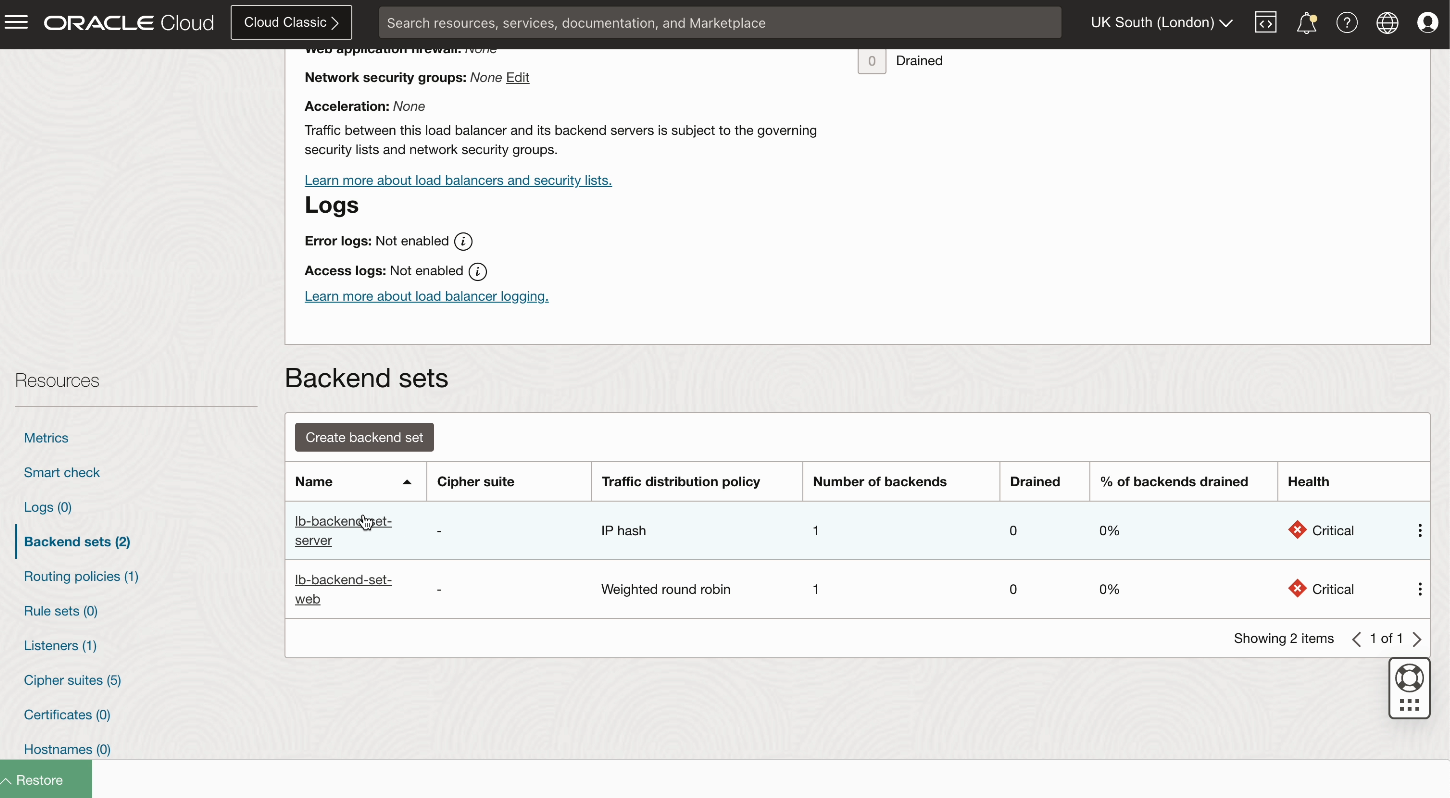 ORACLE Cloud
Cloud Classic
Search resources, services, documentation, and Marketplace
UK South (London)
Web application firewall: None
0 Drained
Network security groups: None Edit
Acceleration: None
Traffic between this load balancer and its backend servers is subject to the governing
security lists and network security groups.
Learn more about load balancers and security lists.
Logs
Error logs: Not enabled
Access logs: Not enabled
Learn more about load balancer logging.
Resources
Metrics
Smart check
Logs (0)
Backend sets (2)
Routing policies (1)
Rule sets (0)
Listeners (1)
Cipher suites (5)
Certificates (0)
Hostnames (0)
Backend sets
Create backend set
Name Cipher suite Traffic distribution policy Number of backends Drained % of backends drained Health
lb-backend-set-
server
- IP hash 1 0 0% Critical
lb-backend-set-
web
- Weighted round robin 1 0 0% Critical
Showing 2 items 1 of 1
Restore